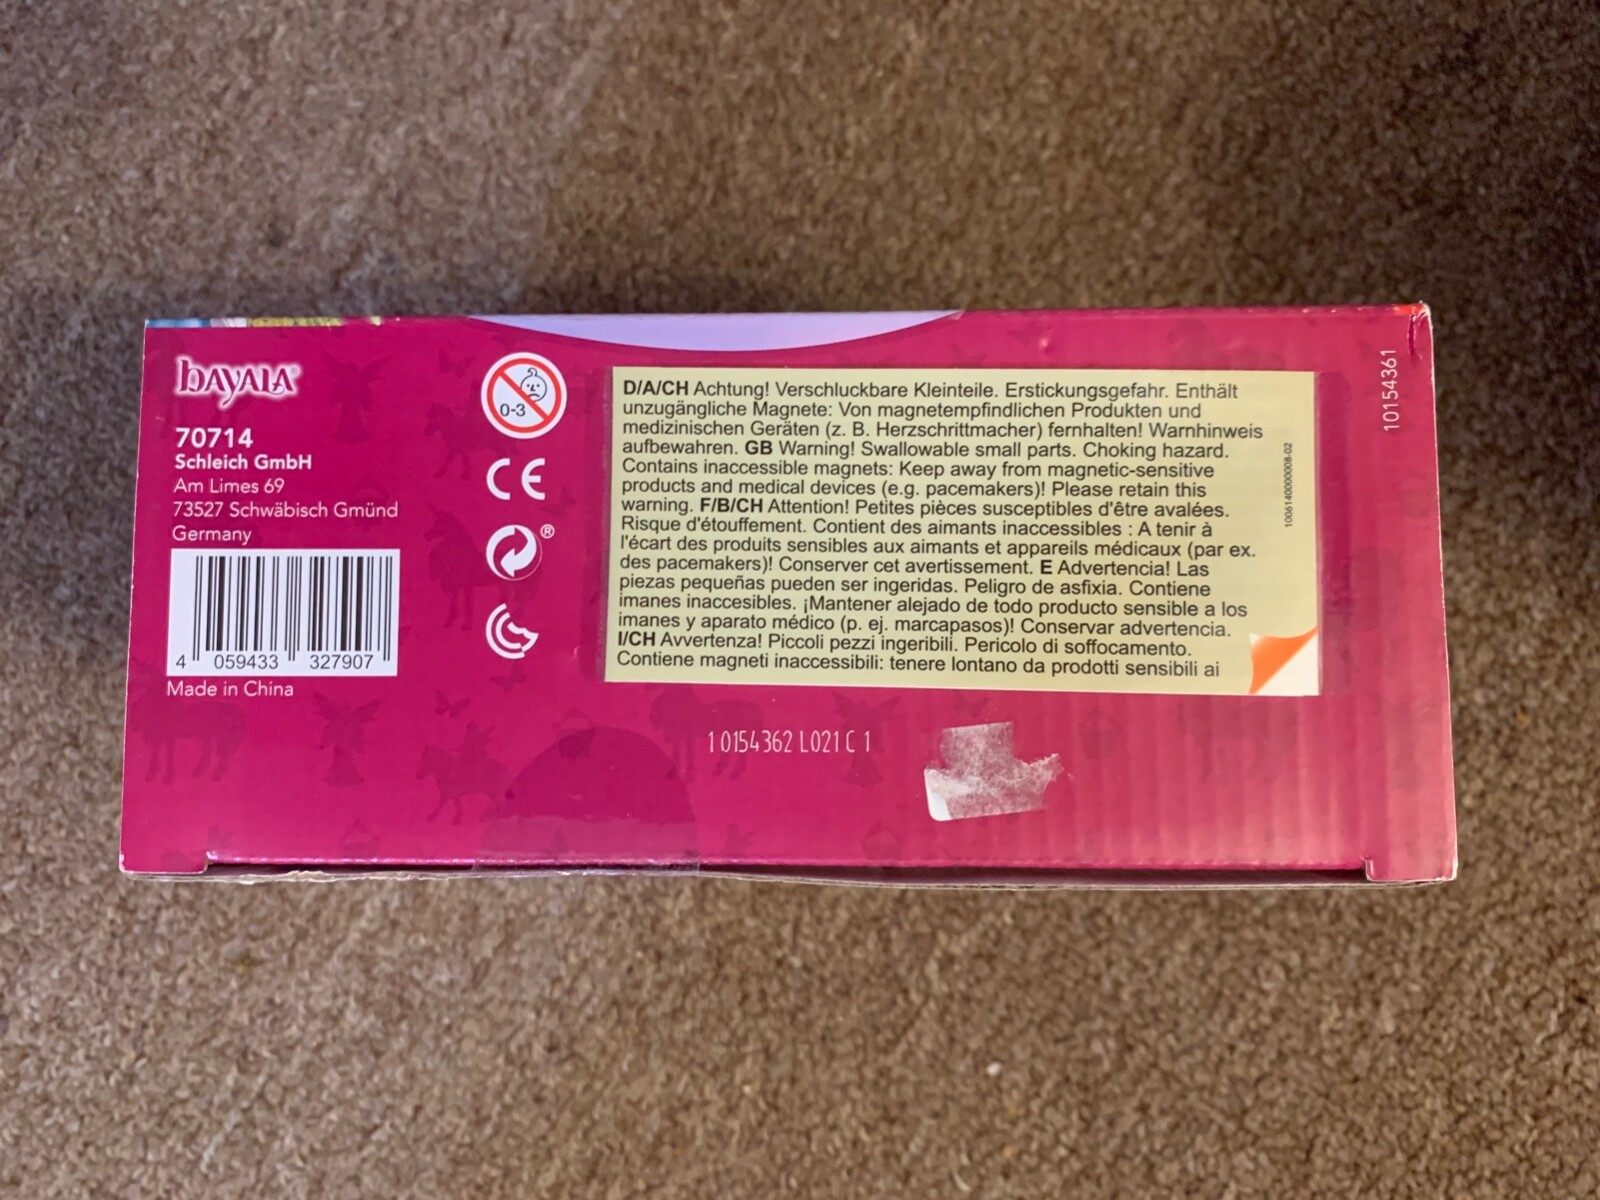 bayala®
70714
Schleich GmbH
Am Limes 69
73527 Schwäbisch Gmünd
Germany
4 059433 327907
Made in China
0-3
CE
®
D/A/CH Achtung! Verschluckbare Kleinteile. Erstickungsgefahr. Enthält
unzugängliche Magnete: Von magnetempfindlichen Produkten und
medizinischen Geräten (z. B. Herzschrittmacher) fernhalten! Warnhinweis
aufbewahren. GB Warning! Swallowable small parts. Choking hazard.
Contains inaccessible magnets: Keep away from magnetic-sensitive
products and medical devices (e.g. pacemakers)! Please retain this
warning. F/B/CH Attention! Petites pièces susceptibles d'être avalées.
Risque d'étouffement. Contient des aimants inaccessibles : A tenir à
l'écart des produits sensibles aux aimants et appareils médicaux (par ex.
des pacemakers)! Conserver cet avertissement. E Advertencia! Las
piezas pequeñas pueden ser ingeridas. Peligro de asfixia. Contiene
imanes inaccesibles. ¡Mantener alejado de todo producto sensible a los
imanes y aparato médico (p. ej. marcapasos)! Conservar advertencia.
I/CH Avvertenza! Piccoli pezzi ingeribili. Pericolo di soffocamento.
Contiene magneti inaccessibili: tenere lontano da prodotti sensibili ai
10154361
10154362 L021 C 1